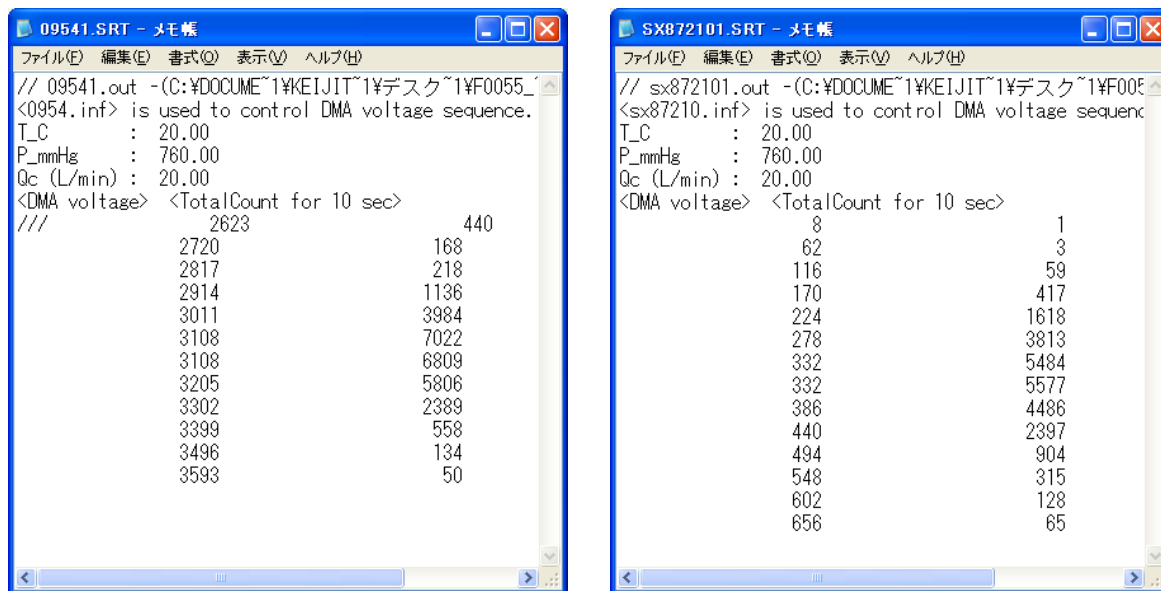 09541.SRT - メモ帳
ファイル(F) 編集(E) 書式(O) 表示(V) ヘルプ(H)
// 09541.out -(C:¥DOCUME~1¥KEIJIT~1¥デスク~1¥F0055_
<0954.inf> is used to control DMA voltage sequence.
T_C : 20.00
P_mmHg : 760.00
Qc (L/min) : 20.00
<DMA voltage> <TotalCount for 10 sec>
/// 2623 440
2720 168
2817 218
2914 1136
3011 3984
3108 7022
3108 6809
3205 5806
3302 2389
3399 558
3496 134
3593 50
SX872101.SRT - メモ帳
ファイル(F) 編集(E) 書式(O) 表示(V) ヘルプ(H)
// sx872101.out -(C:¥DOCUME~1¥KEIJIT~1¥デスク~1¥F005
<sx87210.inf> is used to control DMA voltage sequenc
T_C : 20.00
P_mmHg : 760.00
Qc (L/min) : 20.00
<DMA voltage> <TotalCount for 10 sec>
8 1
62 3
116 59
170 417
224 1618
278 3813
332 5484
332 5577
386 4486
440 2397
494 904
548 315
602 128
656 65